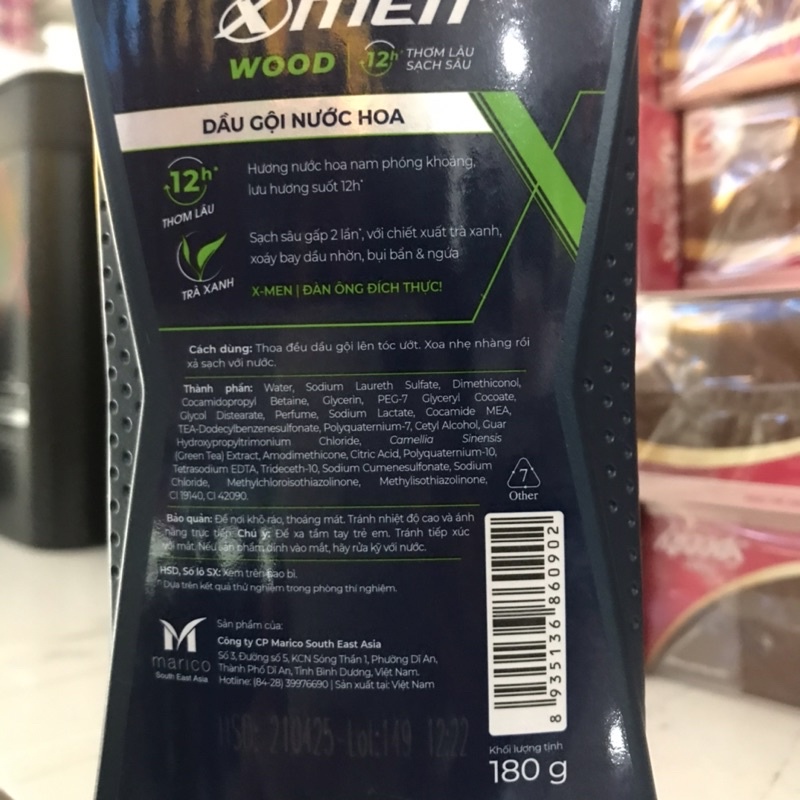 X-MEN
WOOD | 12h* THƠM LÂU
SẠCH SÂU
DẦU GỘI NƯỚC HOA
12h*
THƠM LÂU
Hương nước hoa nam phóng khoáng,
lưu hương suốt 12h*
TRÀ XANH
Sạch sâu gấp 2 lần*, với chiết xuất trà xanh,
xoáy bay dầu nhờn, bụi bẩn & ngứa
X-MEN | ĐÀN ÔNG ĐÍCH THỰC!
Cách dùng: Thoa đều dầu gội lên tóc ướt. Xoa nhẹ nhàng rồi
xả sạch với nước.
Thành phần: Water, Sodium Laureth Sulfate, Dimethiconol,
Cocamidopropyl Betaine, Glycerin, PEG-7 Glyceryl Cocoate,
Glycol Distearate, Perfume, Sodium Lactate, Cocamide MEA,
TEA-Dodecylbenzenesulfate, Polyquaternium-7, Cetyl Alcohol, Guar
Hydroxypropyltrimonium Chloride, Camellia Sinensis
(Green Tea) Extract, Amodimethicone, Citric Acid, Polyquaternium-10,
Tetrasodium EDTA, Trideceth-10, Sodium Cumenesulfonate, Sodium
Chloride, Methylchloroisothiazolinone, Methylisothiazolinone,
CI 19140, CI 42090.
7
Other
Bảo quản: Để nơi khô ráo, thoáng mát. Tránh nhiệt độ cao và ánh
nắng trực tiếp. Chú ý: Để xa tầm tay trẻ em. Tránh tiếp xúc
với mắt. Nếu sản phẩm dính vào mắt, hãy rửa kỹ với nước.
HSD, Số lô SX: Xem trên bao bì.
* Dựa trên kết quả thử nghiệm trong phòng thí nghiệm.
marico
South East Asia
Sản phẩm của:
Công ty CP Marico South East Asia
Số 3, Đường số 5, KCN Sóng Thần 1, Phường Dĩ An,
Thành Phố Dĩ An, Tỉnh Bình Dương, Việt Nam.
Hotline: (84-28) 39976690 | Sản xuất tại: Việt Nam
HSD: 210425 Lot:149 12:22
8 935136 860902
Khối lượng tịnh
180 g